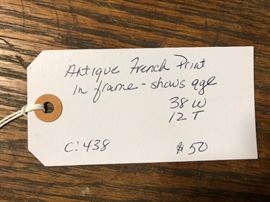 Antique French Print
in frame - shows age
38 W
12 T
C: 438 $50